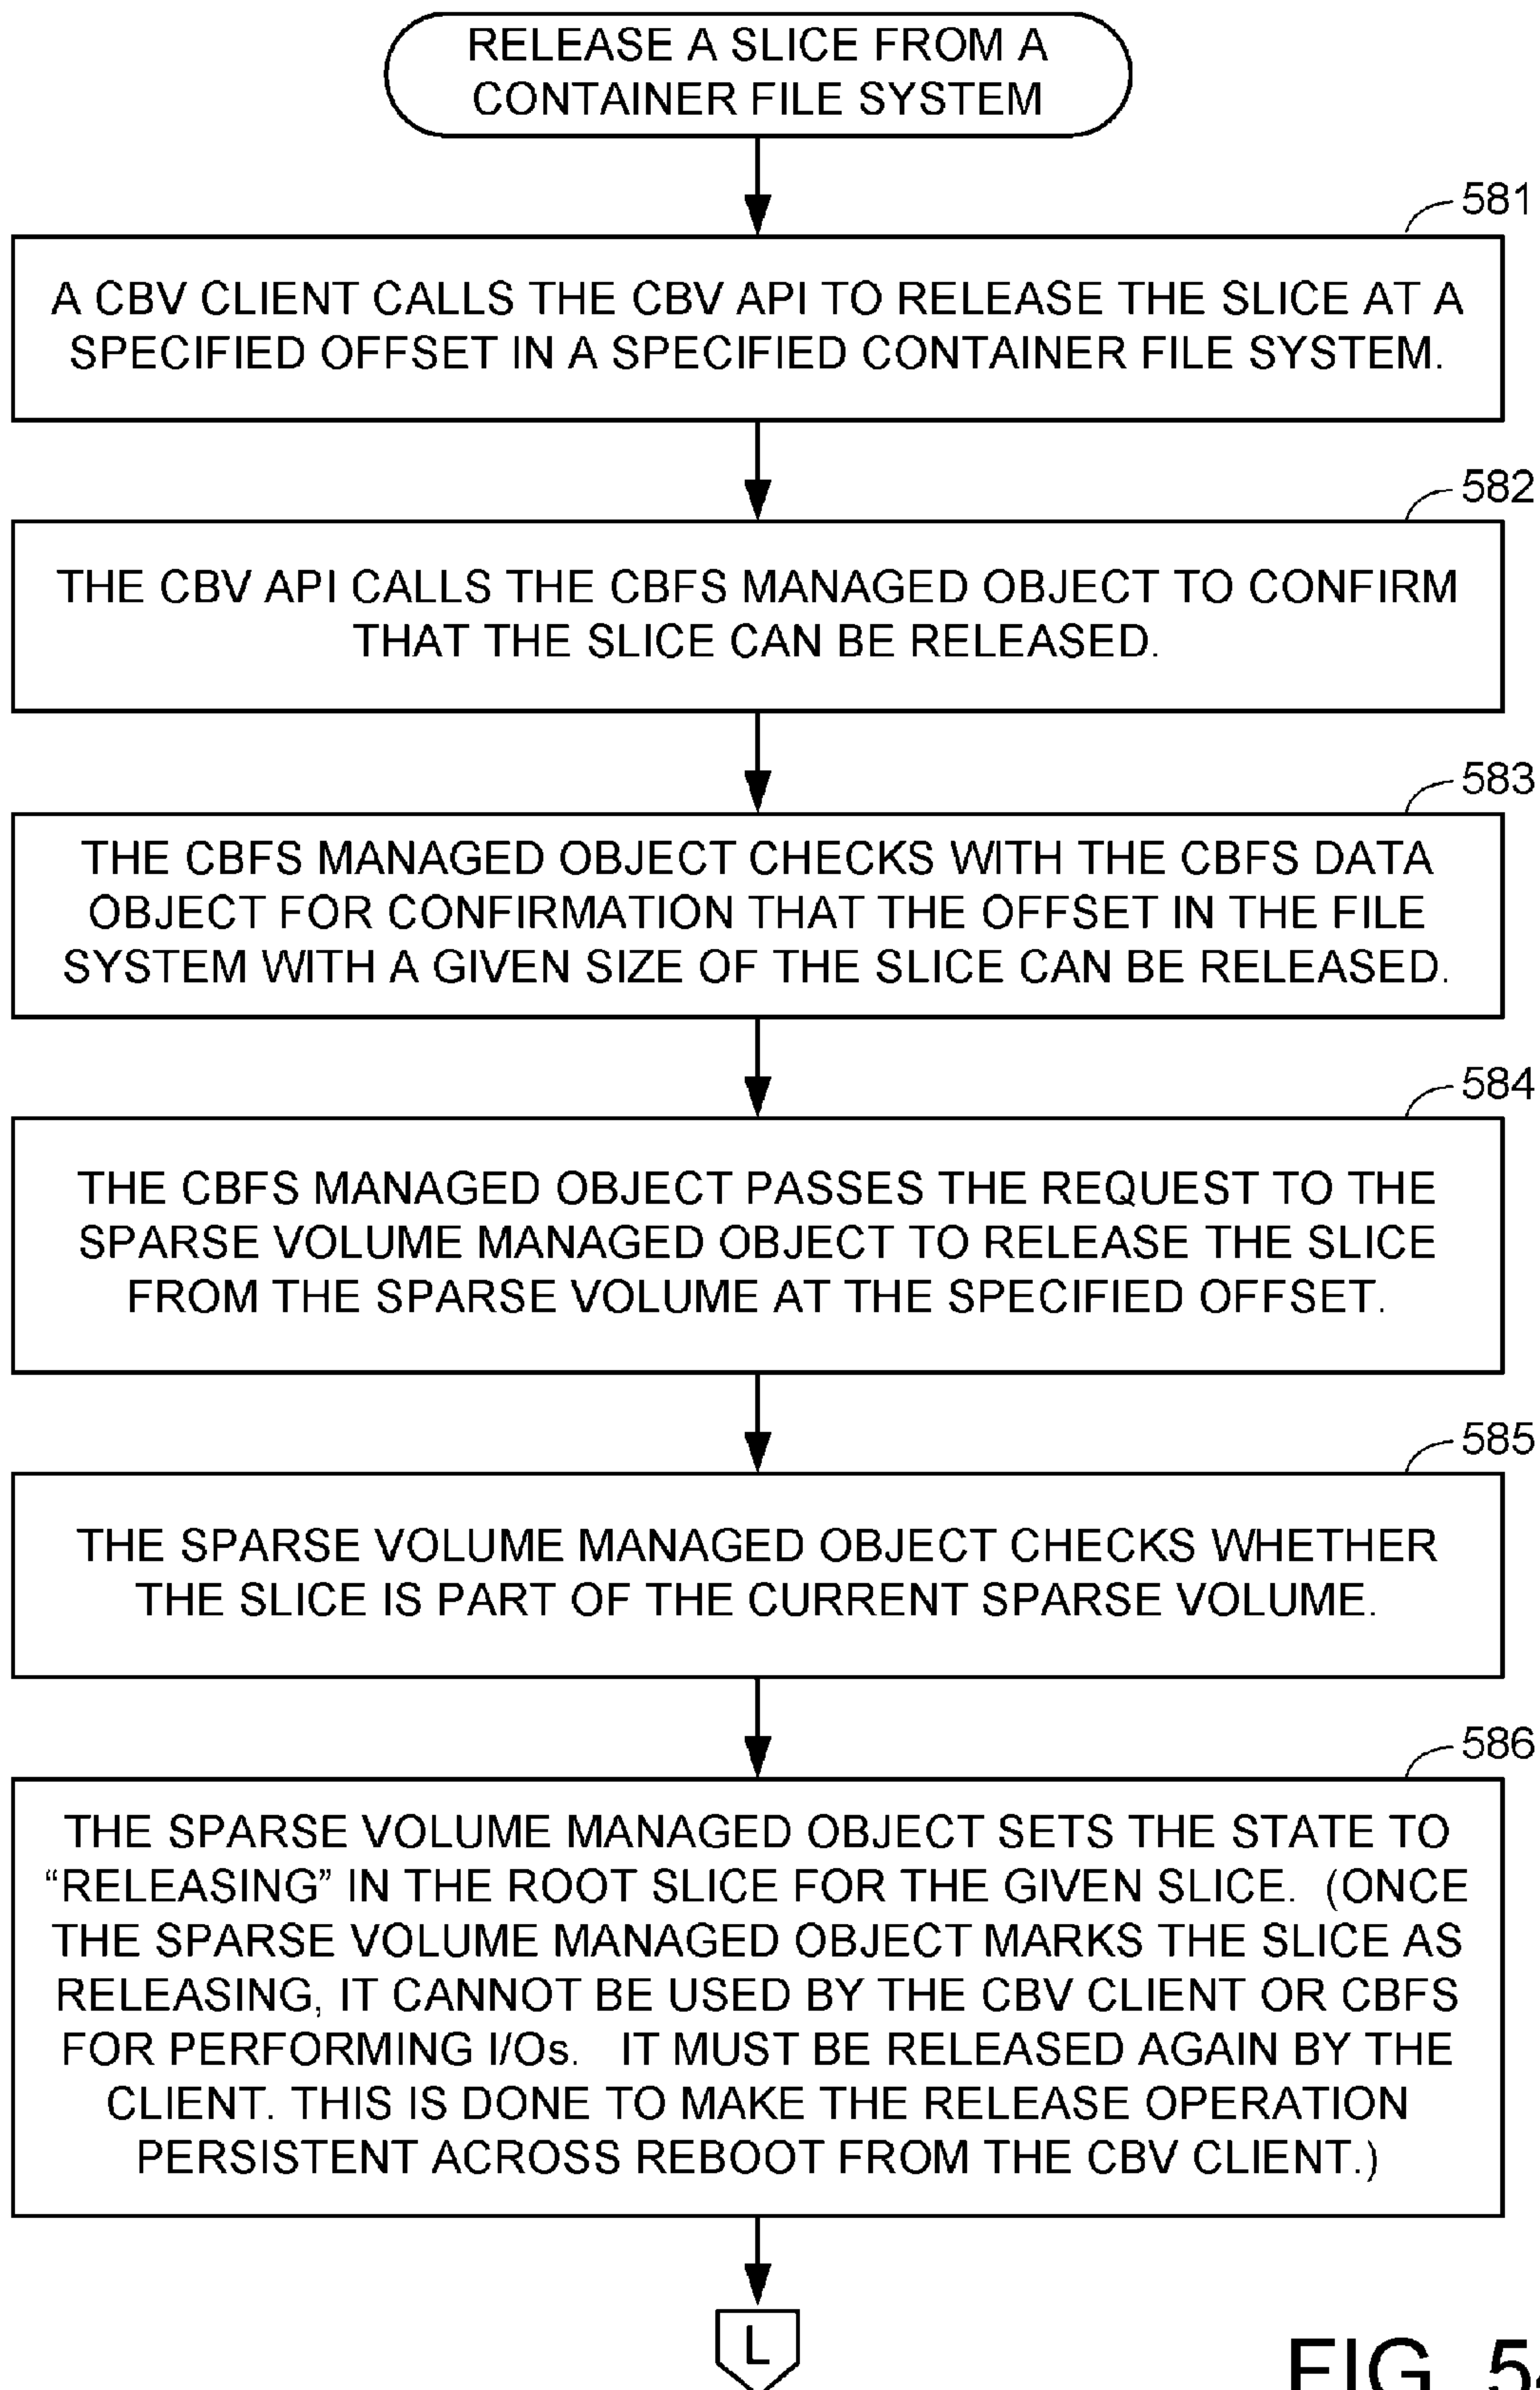 RELEASE A SLICE FROM A
CONTAINER FILE SYSTEM
581
A CBV CLIENT CALLS THE CBV API TO RELEASE THE SLICE AT A
SPECIFIED OFFSET IN A SPECIFIED CONTAINER FILE SYSTEM.
582
THE CBV API CALLS THE CBFS MANAGED OBJECT TO CONFIRM
THAT THE SLICE CAN BE RELEASED.
583
THE CBFS MANAGED OBJECT CHECKS WITH THE CBFS DATA
OBJECT FOR CONFIRMATION THAT THE OFFSET IN THE FILE
SYSTEM WITH A GIVEN SIZE OF THE SLICE CAN BE RELEASED.
584
THE CBFS MANAGED OBJECT PASSES THE REQUEST TO THE
SPARSE VOLUME MANAGED OBJECT TO RELEASE THE SLICE
FROM THE SPARSE VOLUME AT THE SPECIFIED OFFSET.
585
THE SPARSE VOLUME MANAGED OBJECT CHECKS WHETHER
THE SLICE IS PART OF THE CURRENT SPARSE VOLUME.
586
THE SPARSE VOLUME MANAGED OBJECT SETS THE STATE TO
“RELEASING” IN THE ROOT SLICE FOR THE GIVEN SLICE. (ONCE
THE SPARSE VOLUME MANAGED OBJECT MARKS THE SLICE AS
RELEASING, IT CANNOT BE USED BY THE CBV CLIENT OR CBFS
FOR PERFORMING I/Os. IT MUST BE RELEASED AGAIN BY THE
CLIENT. THIS IS DONE TO MAKE THE RELEASE OPERATION
PERSISTENT ACROSS REBOOT FROM THE CBV CLIENT.)
L
FIG. 5